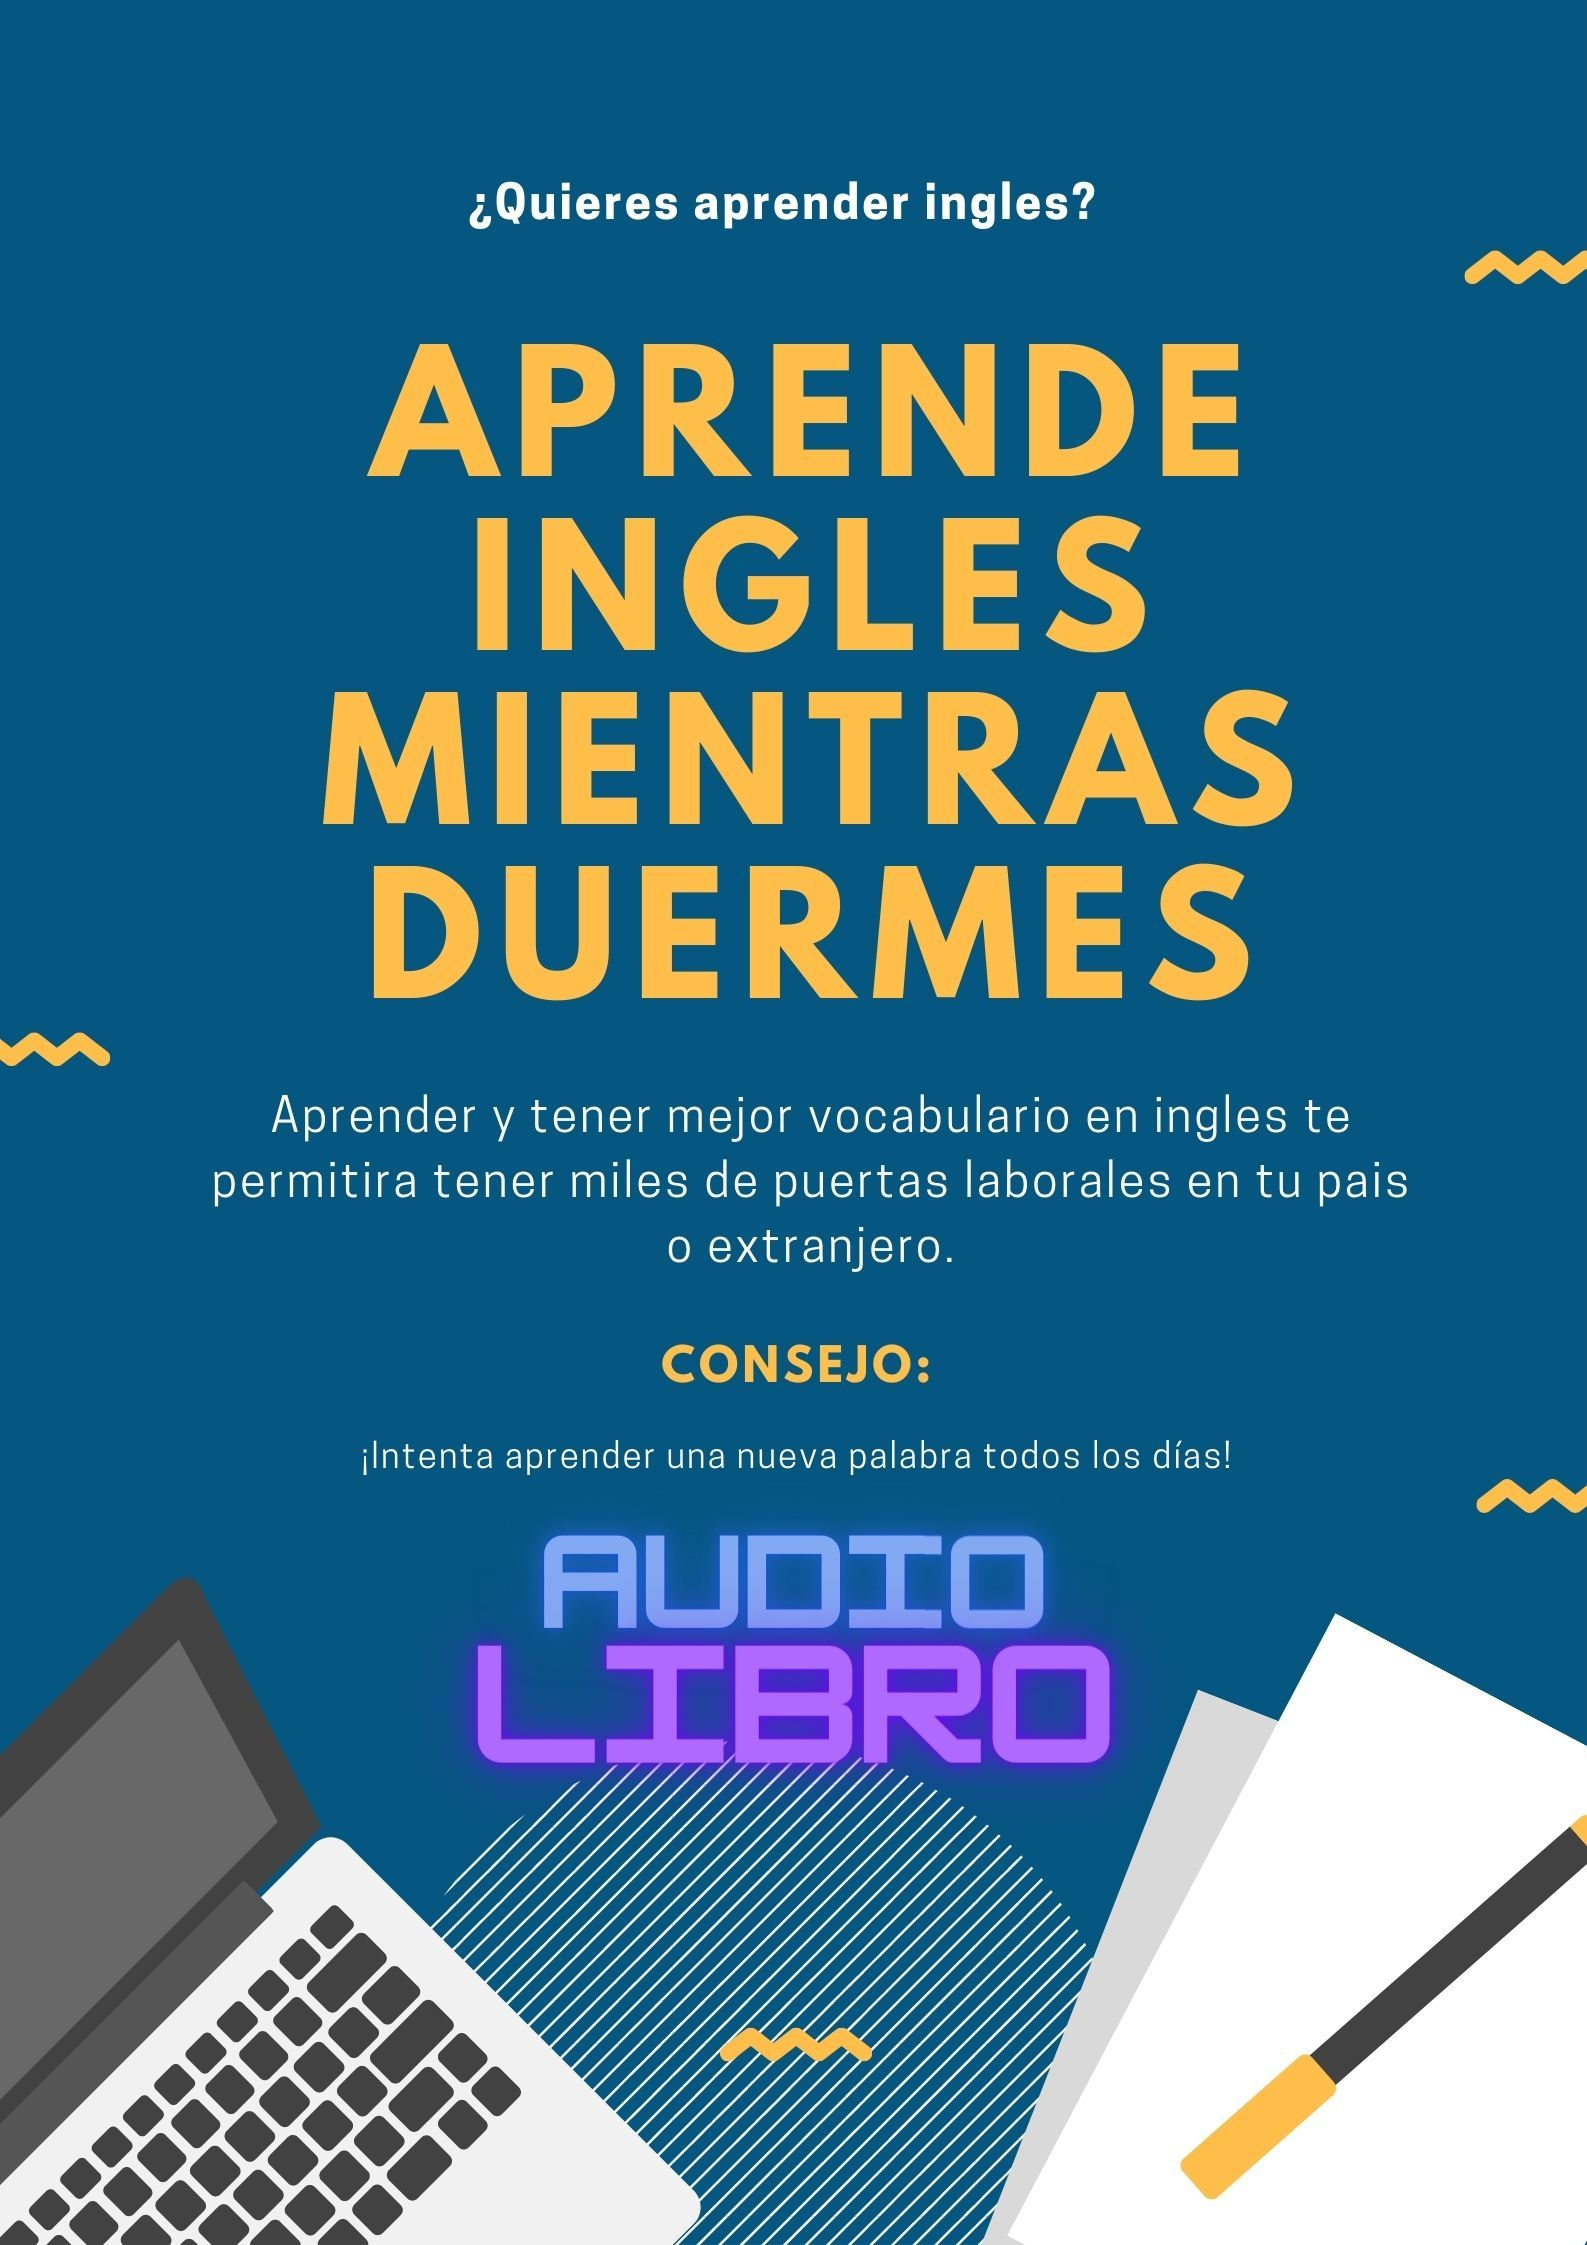 ¿Quieres aprender ingles?
APRENDE
INGLES
MIENTRAS
DUERMES
Aprender y tener mejor vocabulario en ingles te
permitira tener miles de puertas laborales en tu pais
o extranjero.
CONSEJO:
¡Intenta aprender una nueva palabra todos los días!
AUDIO
LIBRO